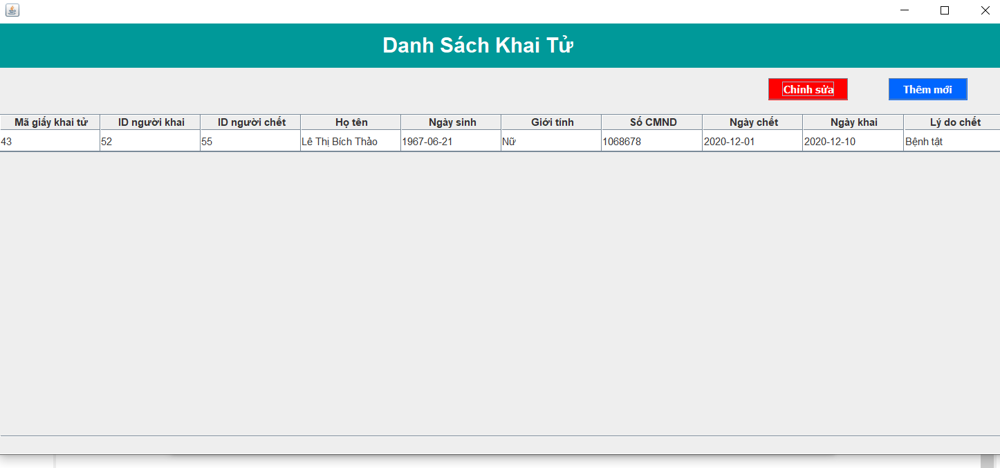 Danh Sách Khai Tử
Chỉnh sửa Thêm mới
Mã giấy khai tử ID người khai ID người chết Họ tên Ngày sinh Giới tính Số CMND Ngày chết Ngày khai Lý do chết
43 52 55 Lê Thị Bích Thảo 1967-06-21 Nữ 1068678 2020-12-01 2020-12-10 Bệnh tật